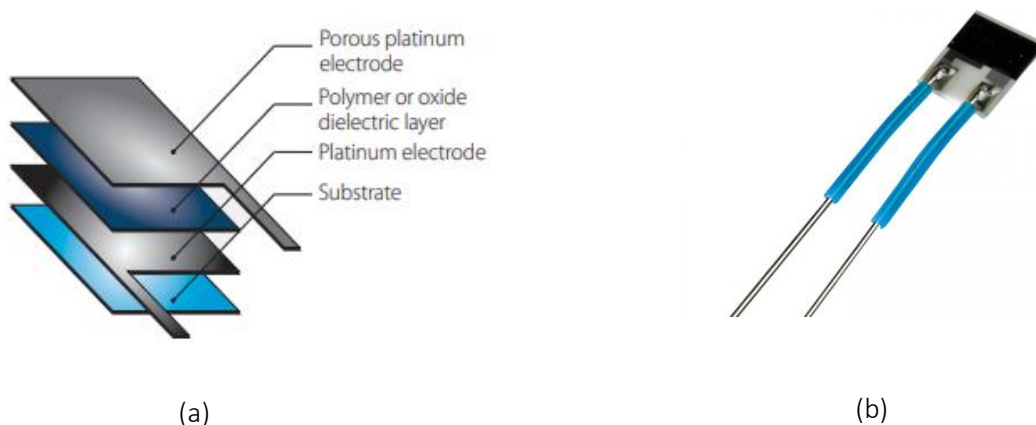 Porous platinum
electrode
Polymer or oxide
dielectric layer
Platinum electrode
Substrate
(a)
(b)